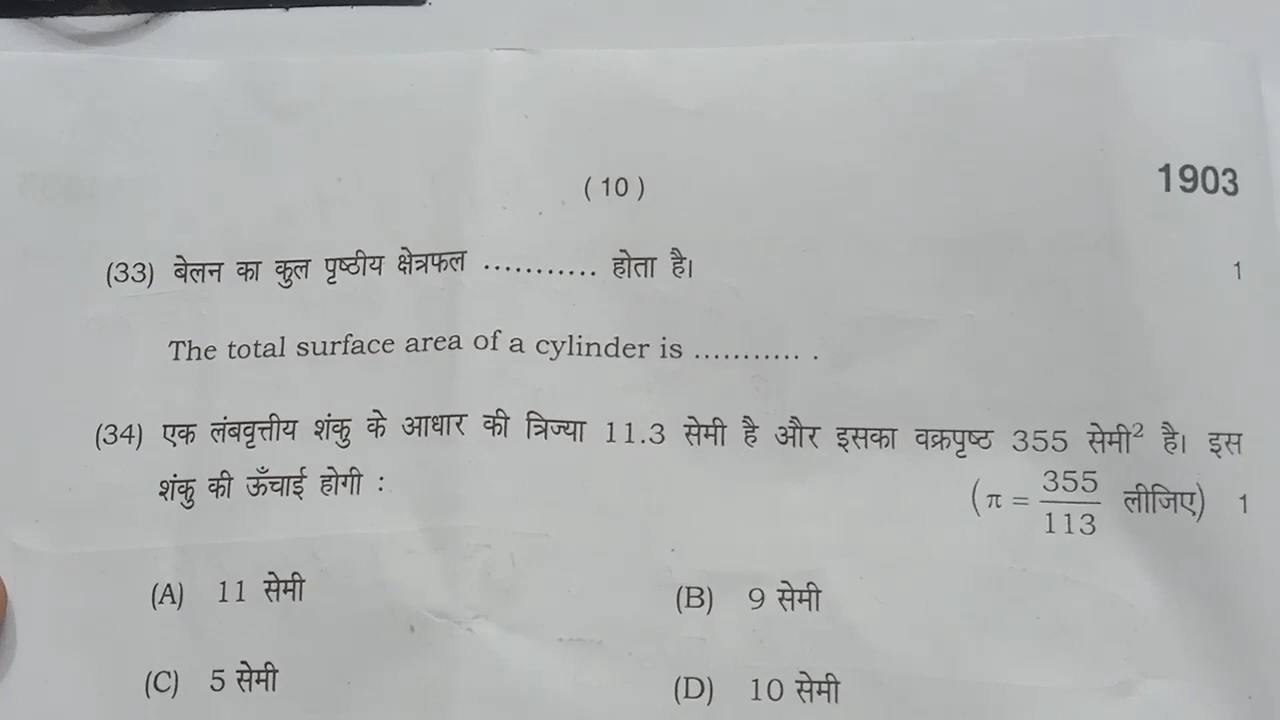 ( 10 )
1903
(33) बेलन का कुल पृष्ठीय क्षेत्रफल ........... होता है। 1
The total surface area of a cylinder is ........... .
(34) एक लंबवृत्तीय शंकु के आधार की त्रिज्या 11.3 सेमी है और इसका वक्रपृष्ठ 355 सेमी² है। इस
शंकु की ऊँचाई होगी : (π = 355/113 लीजिए) 1
(A) 11 सेमी (B) 9 सेमी
(C) 5 सेमी (D) 10 सेमी